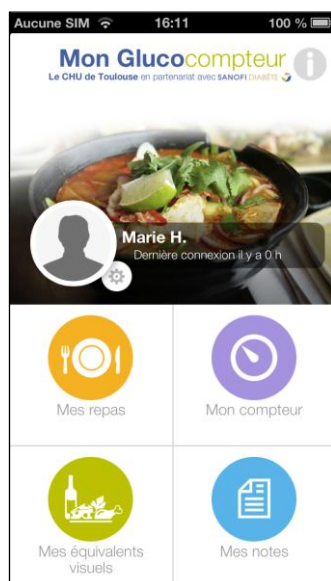 Aucune SIM 16:11 100 %
Mon Glucocompteur
Le CHU de Toulouse en partenariat avec SANOFI DIABÈTE
Marie H.
Dernière connexion il y a 0 h
Mes repas
Mon compteur
Mes équivalents
visuels
Mes notes